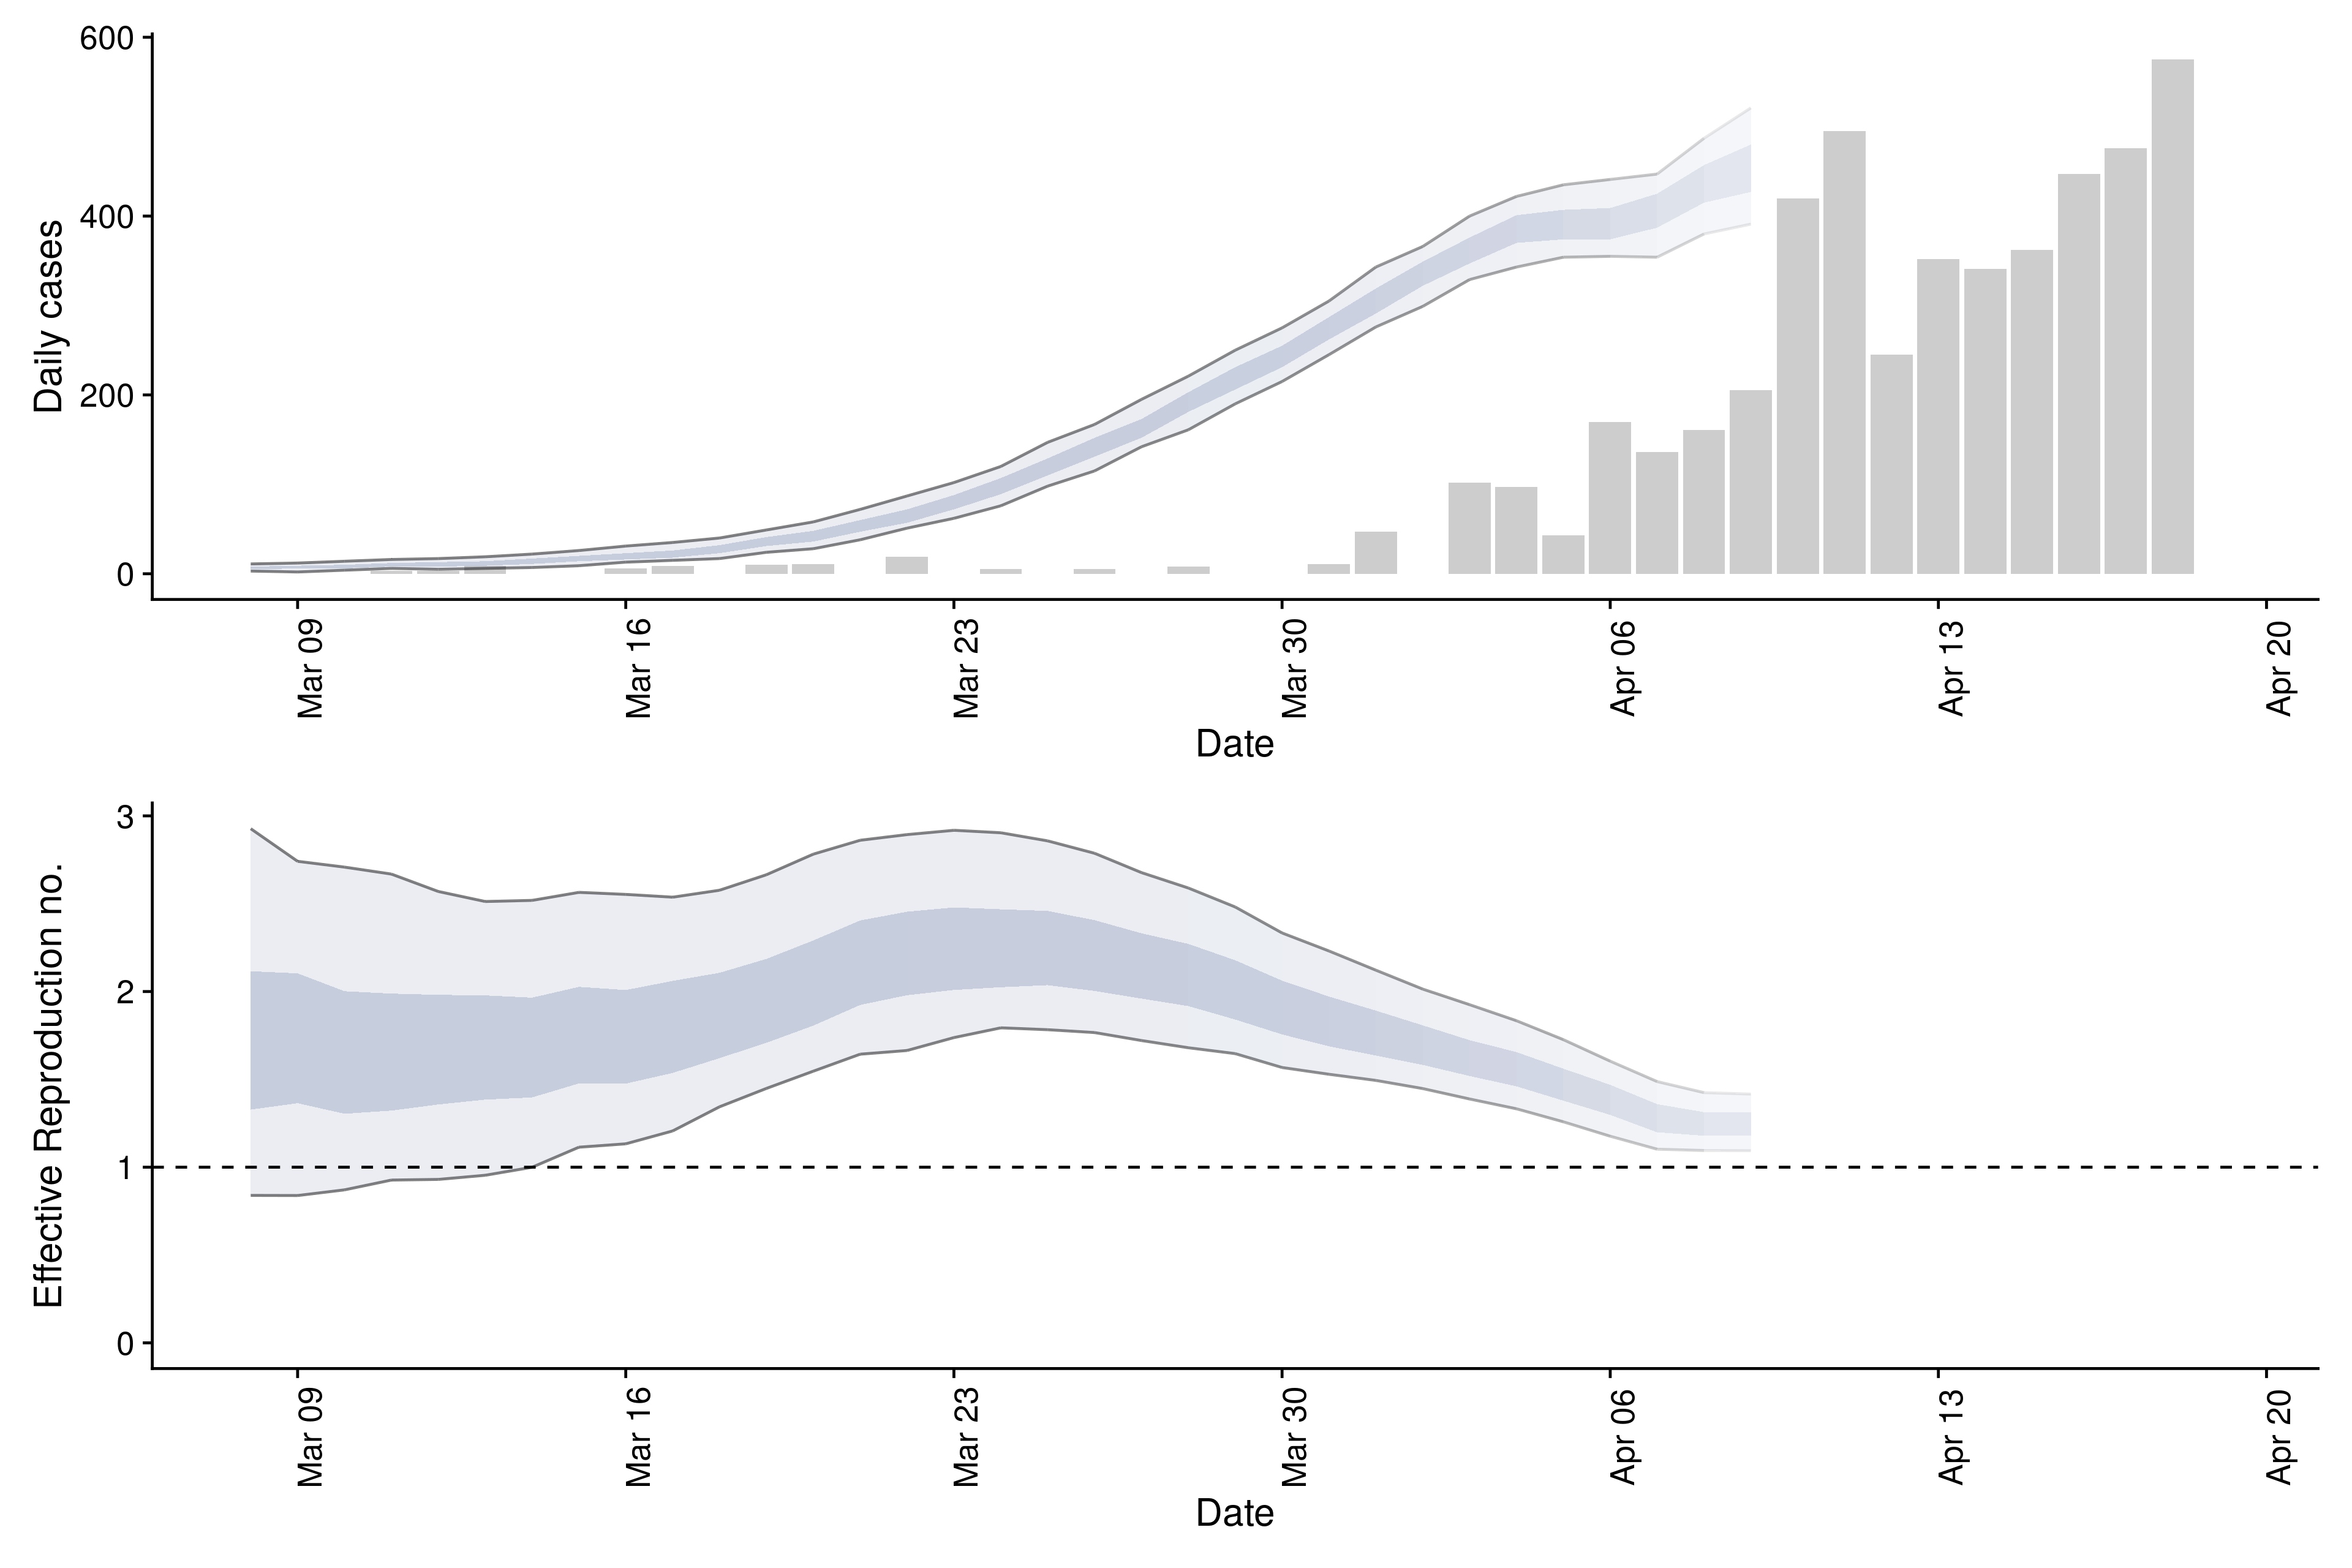 600
400
200
0
Daily cases
Mar 09
Mar 16
Mar 23
Mar 30
Apr 06
Apr 13
Apr 20
Date
3
2
1
0
Effective Reproduction no.
Mar 09
Mar 16
Mar 23
Mar 30
Apr 06
Apr 13
Apr 20
Date